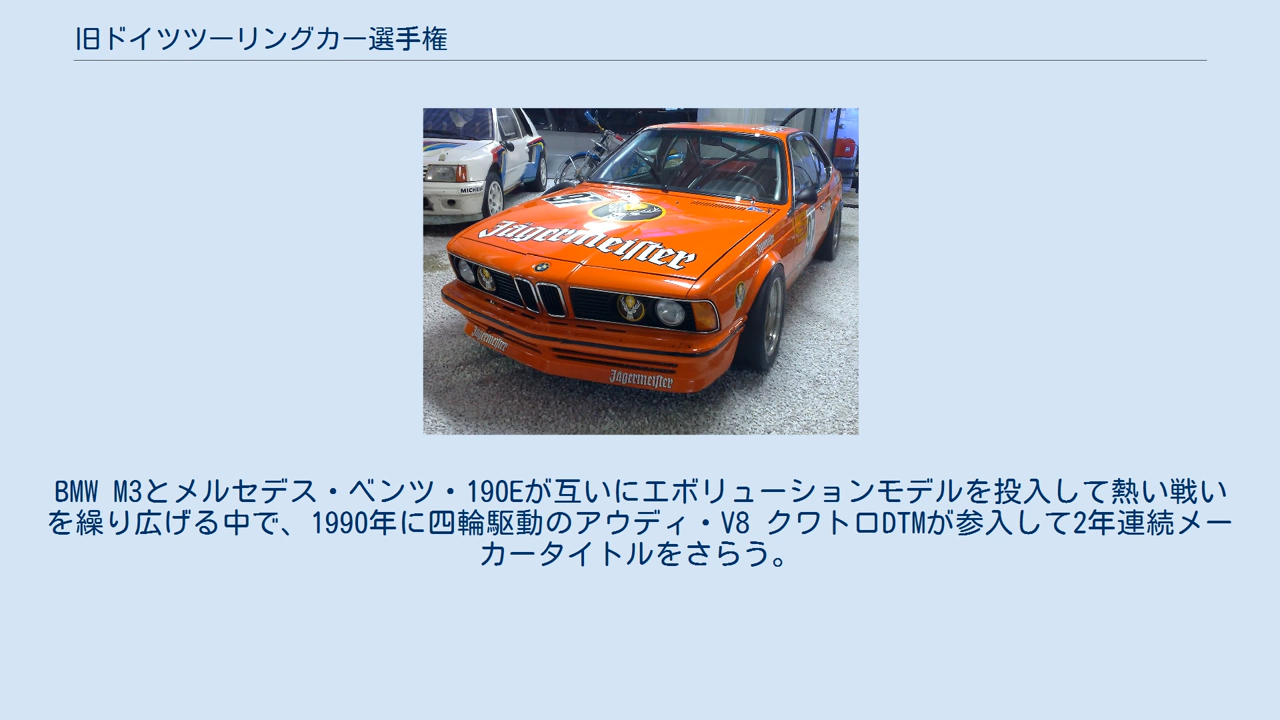 旧ドイツツーリングカー選手権
MICHEL
Jägermeister
Jägermeister
Jägermeister
BMW M3とメルセデス・ベンツ・190Eが互いにエボリューションモデルを投入して熱い戦い
を繰り広げる中で、1990年に四輪駆動のアウディ・V8 クワトロDTMが参入して2年連続メー
カータイトルをさらう。